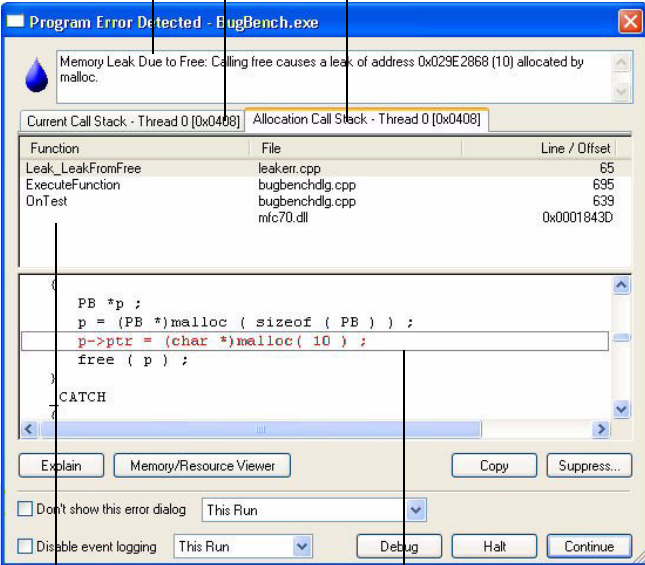 Program Error Detected - BugBench.exe
Memory Leak Due to Free: Calling free causes a leak of address 0x029E2868 (10) allocated by
malloc.
Current Call Stack - Thread 0 [0x0408] Allocation Call Stack - Thread 0 [0x0408]
Function File Line / Offset
Leak_LeakFromFree leakerr.cpp 65
ExecuteFunction bugbenchdlg.cpp 695
OnTest bugbenchdlg.cpp 639
mfc70.dll 0x0001843D
{
PB *p ;
p = (PB *)malloc ( sizeof ( PB ) ) ;
p->ptr = (char *)malloc( 10 ) ;
free ( p ) ;
}
_CATCH
{
Explain Memory/Resource Viewer Copy Suppress...
Don't show this error dialog This Run
Disable event logging This Run Debug Halt Continue